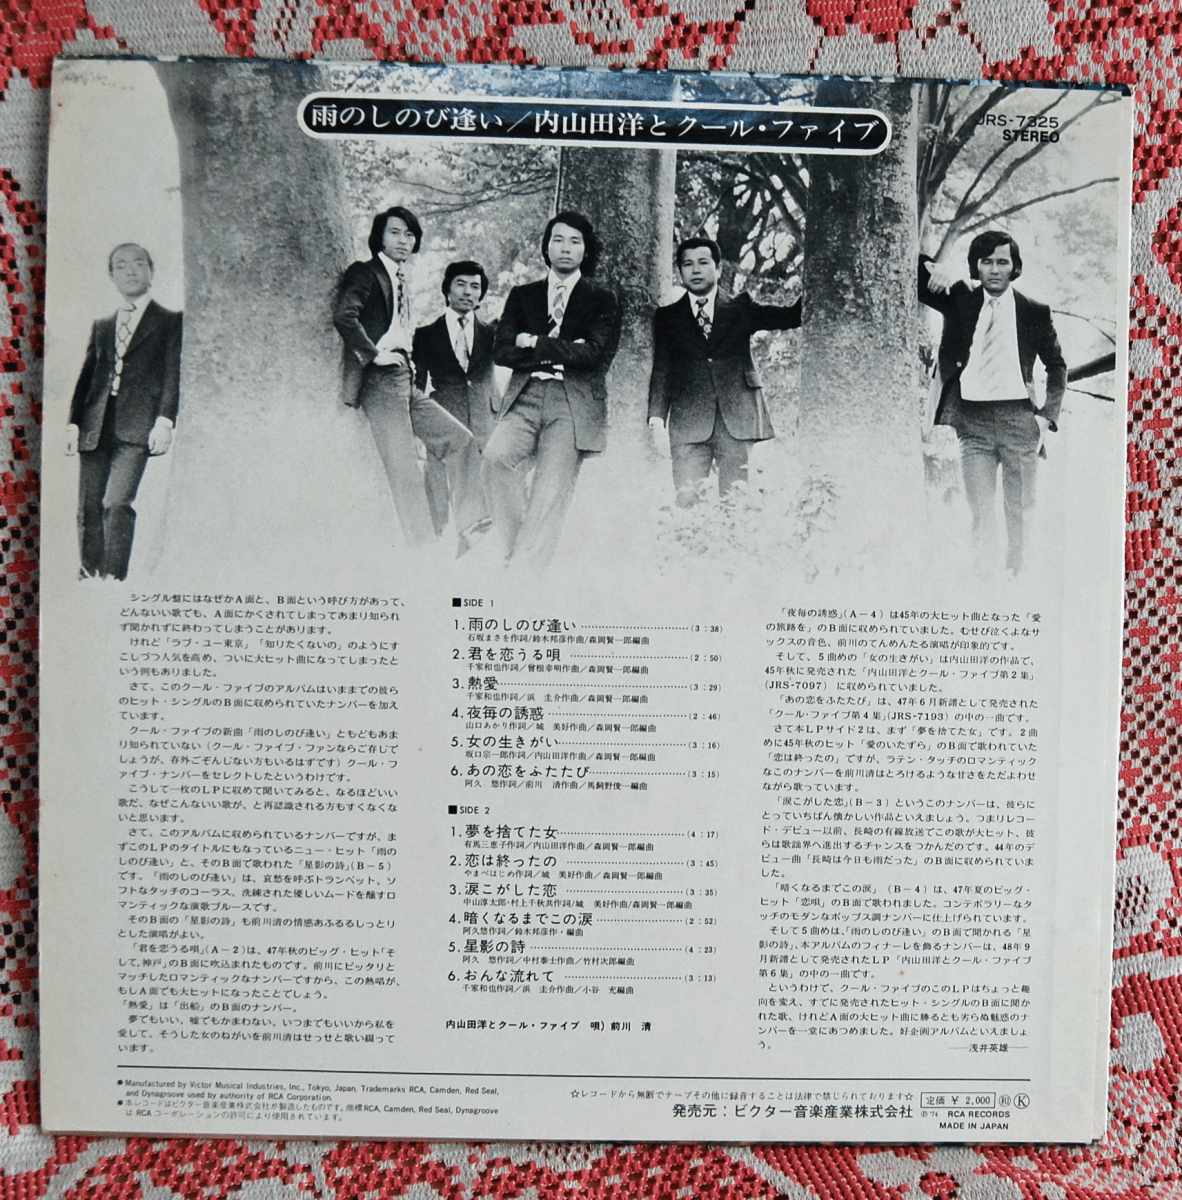 雨のしのび逢い／内山田洋とクール・ファイブ
JRS-7325
STEREO
シングル盤にはなぜかA面と、B面という呼び方があって、
どんないい歌でも、A面にかくされてしまってあまり知られ
ず聞かれずに終わってしまうことがあります。
けれど「ラブ・ユー東京」「知りたくないの」のようにす
こしづつ人気を高め、ついに大ヒット曲になってしまったと
いう例もありました。
さて、このクール・ファイブのアルバムはいままでの彼ら
のヒット・シングルのB面に収められていたナンバーを加え
ています。
クール・ファイブの新曲「雨のしのび逢い」ともどもあま
り知られていない（クール・ファイブ・ファンならご存じで
しょうが、存外ごぞんじない方もいるはずです）クール・フ
ァイブ・ナンバーをセレクトしたというわけです。
こうして一枚のLPに収めて聞いてみると、なるほどいい
歌だ、なぜこんないい歌が、と再認識される方もすくなくな
いと思います。
さて、このアルバムに収められているナンバーですが、ま
ずこのLPのタイトルにもなっているニュー・ヒット「雨の
しのび逢い」と、そのB面で歌われた「星影の詩」(B-5)
です。「雨のしのび逢い」は、哀愁を呼ぶトランペット、ソ
フトなタッチのコーラス、洗練された優しいムードを醸すロ
マンティックな演歌ブルースです。
そのB面の「星影の詩」も前川清の情感あふるるしっとり
とした演唱がよい。
「君を恋うる唄」(A-2)は、47年秋のビッグ・ヒット「そ
して､神戸」のB面に吹込まれたものです。前川にピッタリと
マッチしたロマンティックなナンバーですから、この熱唱が、
もしA面でも大ヒットになったことでしょう。
「熱愛」は「出船」のB面のナンバー。
夢でもいい、嘘でもかまわない、いつまでもいいから私を
愛して、そうした女のねがいを前川清はせっせと歌い綴って
います。
■SIDE 1
1. 雨のしのび逢い (3:38)
石坂まさを作詞／鈴木邦彦作曲／森岡賢一郎編曲
2. 君を恋うる唄 (2:50)
千家和也作詞／曽根幸明作曲／森岡賢一郎編曲
3. 熱愛 (3:29)
千家和也作詞／浜 圭介作曲／森岡賢一郎編曲
4. 夜毎の誘惑 (2:46)
山口あかり作詞／城 美好作曲／森岡賢一郎編曲
5. 女の生きがい (3:16)
坂口宗一郎作詞／内山田洋作曲／森岡賢一郎編曲
6. あの恋をふたたび (3:15)
阿久 悠作詞／前川 清作曲／馬飼野俊一編曲
■SIDE 2
1. 夢を捨てた女 (4:17)
有馬三恵子作詞／内山田洋作曲／森岡賢一郎編曲
2. 恋は終ったの (3:45)
やまべはじめ作詞／城 美好作曲／森岡賢一郎編曲
3. 涙こがした恋 (3:35)
中山淳太郎・村上千秋共作詞／城 美好作曲／森岡賢一郎編曲
4. 暗くなるまでこの涙 (2:52)
阿久悠作詞／鈴木邦彦作・編曲
5. 星影の詩 (4:23)
阿久 悠作詞／中村泰士作曲／竹村次郎編曲
6. おんな流れて (3:13)
千家和也作詞／浜 圭介作曲／小谷 充編曲
内山田洋とクール・ファイブ 唄）前川 清
「夜毎の誘惑」(A-4)は45年の大ヒット曲となった「愛
の旅路を」のB面に収められていました。むせび泣くよなサ
ックスの音色、前川のてんめんたる演唱が印象的です。
そして、5曲めの「女の生きがい」は内山田洋の作品で、
45年秋に発売された「内山田洋とクール・ファイブ第2集」
(JRS-7097) に収められていました。
「あの恋をふたたび」は、47年6月新譜として発売された
「クール・ファイブ第4集」(JRS-7193)の中の一曲です。
さて本LPサイド2は、まず「夢を捨てた女」です。2曲
めに45年秋のヒット「愛のいたずら」のB面で歌われていた
「恋は終ったの」ですが、ラテン・タッチのロマンティック
なこのナンバーを前川清はとろけるような甘さをただよわせ
ながら歌っています。
「涙こがした恋」(B-3)というこのナンバーは、彼らに
とっていちばん懐かしい作品といえましょう。つまりレコー
ド・デビュー以前、長崎の有線放送でこの歌が大ヒット、彼
らは歌謡界へ進出するチャンスをつかんだのです。44年のデ
ビュー曲「長崎は今日も雨だった」のB面に収められていまし
た。
「暗くなるまでこの涙」(B-4)は、47年夏のビッグ・
ヒット「恋唄」のB面で歌われました。コンテポラリーなタ
ッチのモダンなポップス調ナンバーに仕上げられています。
そして5曲めは､｢雨のしのび逢い」のB面で聞かれる「星
影の詩」､本アルバムのフィナーレを飾るナンバーは、48年9
月新譜として発売されたLP「内山田洋とクール・ファイブ
第6集」の中の一曲です。
というわけで、クール・ファイブのこのLPはちょっと趣
向を変え、すでに発売されたヒット・シングルのB面に聞か
れた歌、けれどA面の大ヒット曲に勝るとも劣らぬ魅惑のナ
ンバーを一堂にあつめました。好企画アルバムといえましょ
う。
——浅井英雄——
● Manufactured by Victor Musical Industries, Inc., Tokyo, Japan. Trademarks RCA, Camden, Red Seal,
and Dynagroove used by authority of RCA Corporation.
● 本レコードはビクター音楽産業株式会社が製造したものです。商標RCA, Camden, Red Seal, Dynagroove
は RCA コーポレーションの許可により使用されています。
☆レコードから無断でテープその他に録音することは法律で禁じられております☆
発売元：ビクター音楽産業株式会社
定価 ¥ 2,000 Ⓚ
℗'74 RCA RECORDS
MADE IN JAPAN